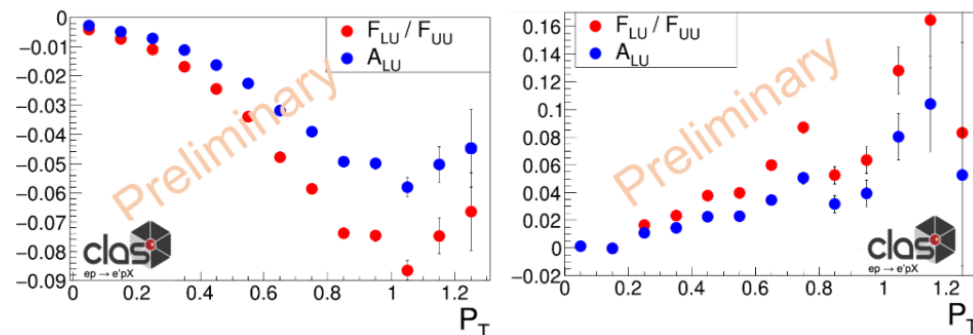 0
−0.01
−0.02
−0.03
−0.04
−0.05
−0.06
−0.07
−0.08
−0.09
F_LU / F_UU
A_LU
Preliminary
clas
ep → e'pX
0 0.2 0.4 0.6 0.8 1 1.2
P_T
0.16
0.14
0.12
0.1
0.08
0.06
0.04
0.02
0
−0.02
F_LU / F_UU
A_LU
Preliminary
clas
ep → e'pX
0 0.2 0.4 0.6 0.8 1 1.2
P_T